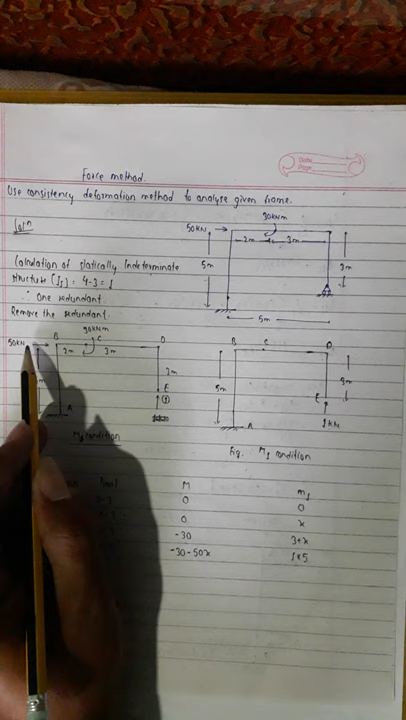 Force method.
Use consistency deformation method to analyse given frame.
Solⁿ
30kNm
50KN
2m 3m
5m
3m
5m
Calculation of statically Indeterminate
structure (Is) = 4-3 = 1
∴ One redundant
Remove the redundant.
50KN B 30kNm C D
2m 3m
3m
E
(1)
A
B C D
5m 3m
E
A 1KN
condition
Fig. M1 condition
M m1
0 0
0 x
-30 3+x
-30-50x 1x5